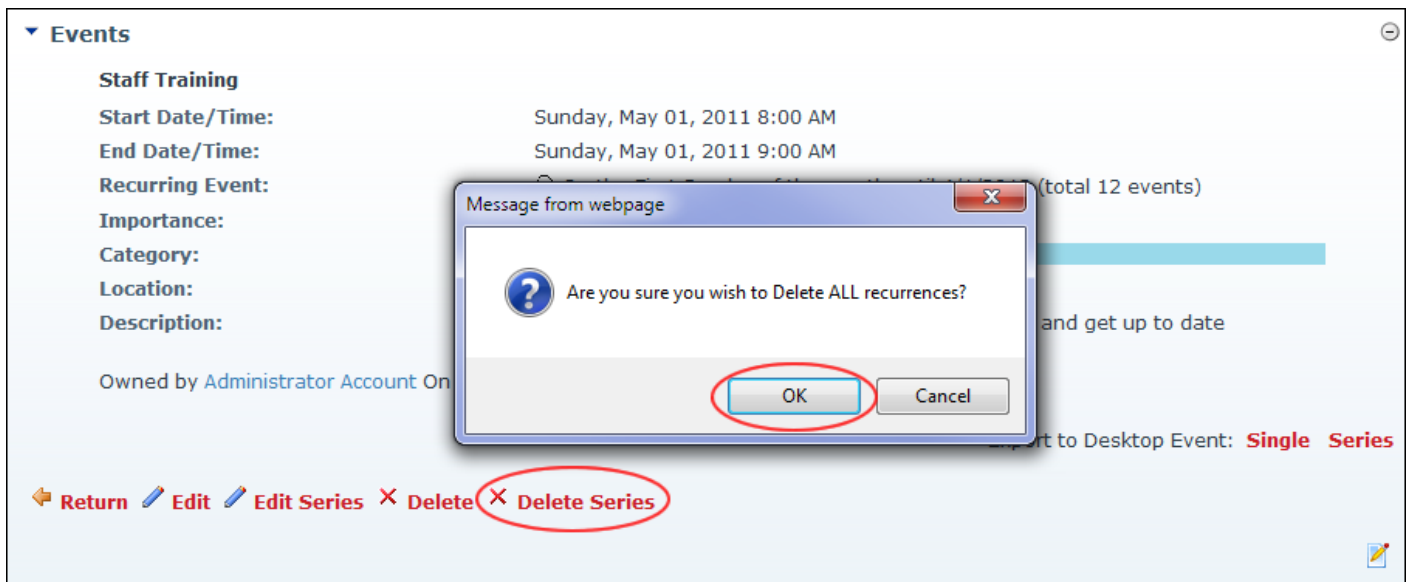 Events
Staff Training
Start Date/Time: Sunday, May 01, 2011 8:00 AM
End Date/Time: Sunday, May 01, 2011 9:00 AM
Recurring Event: (total 12 events)
Message from webpage
Importance:
Category:
Are you sure you wish to Delete ALL recurrences?
Location:
Description: and get up to date
Owned by Administrator Account On
OK Cancel
to Desktop Event: Single Series
Return Edit Edit Series Delete Delete Series